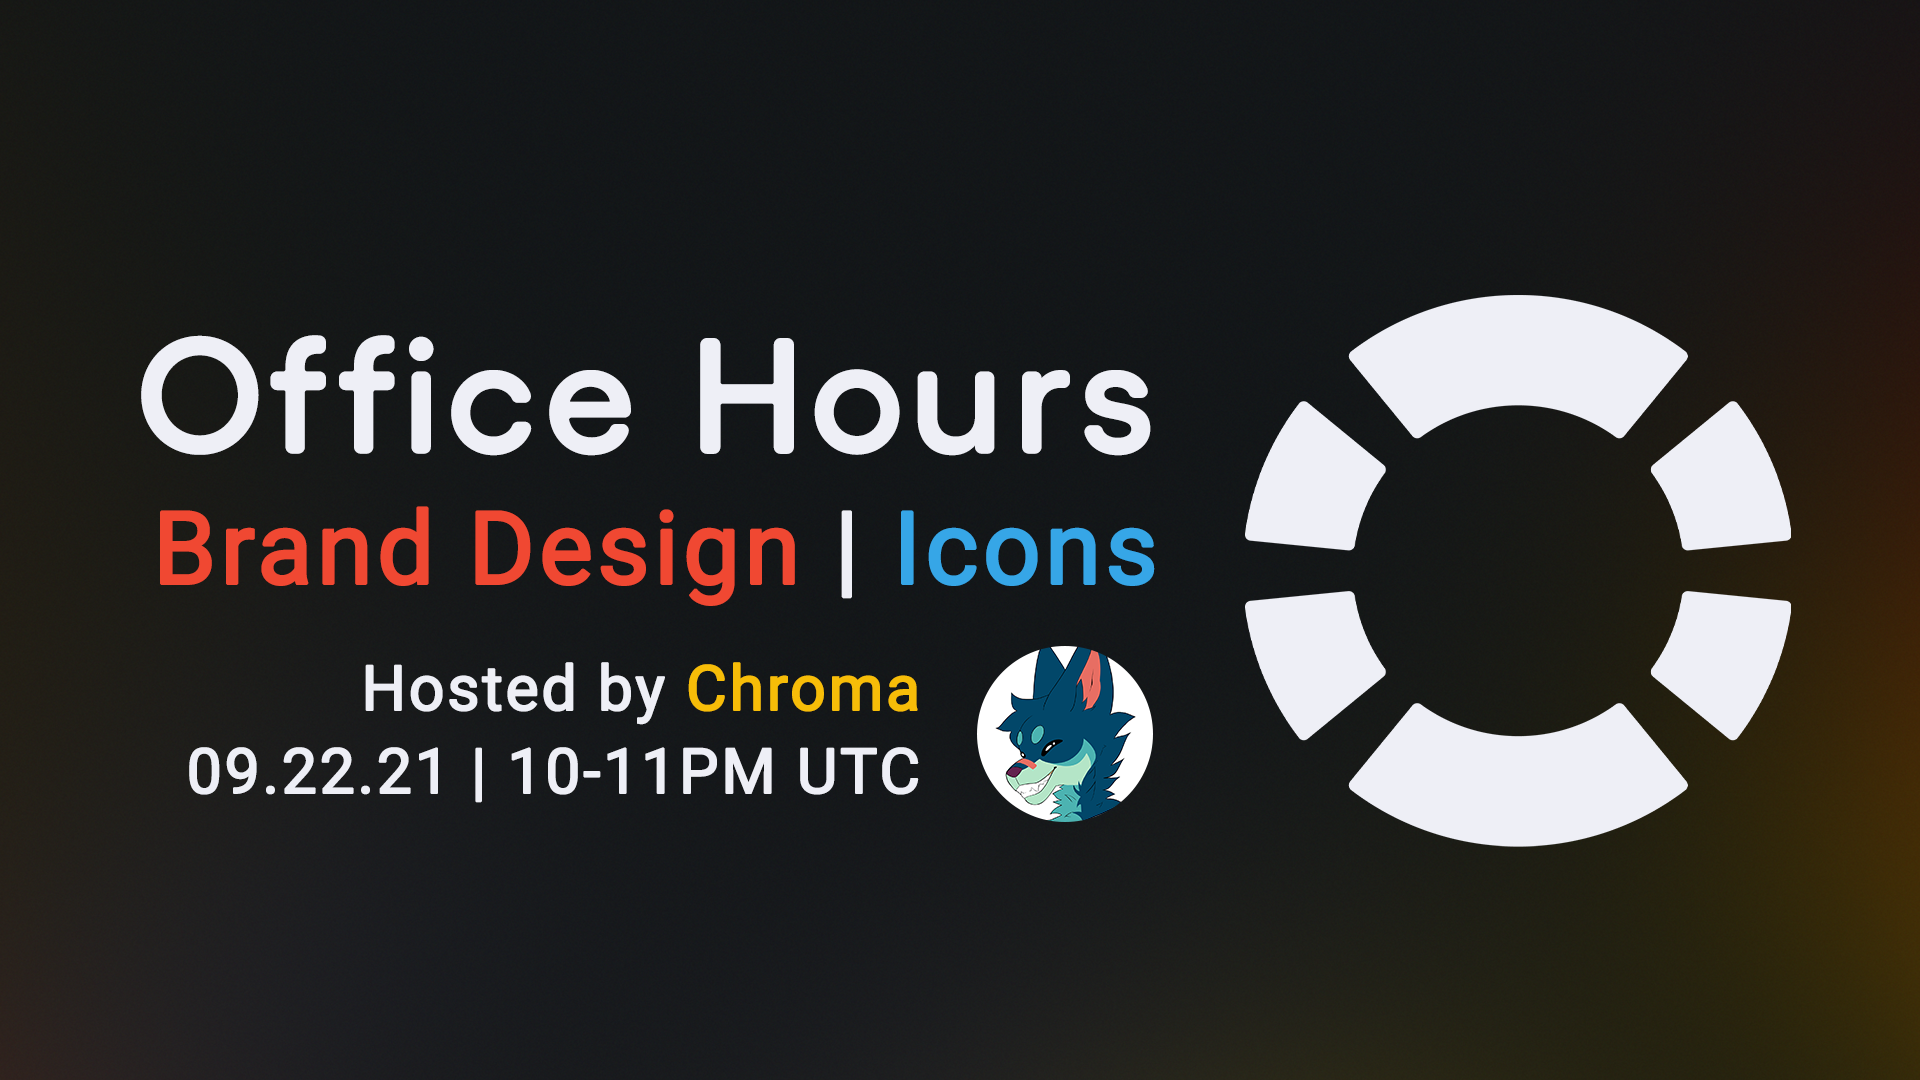 Office Hours
Brand Design | Icons
Hosted by Chroma
09.22.21 | 10-11PM UTC